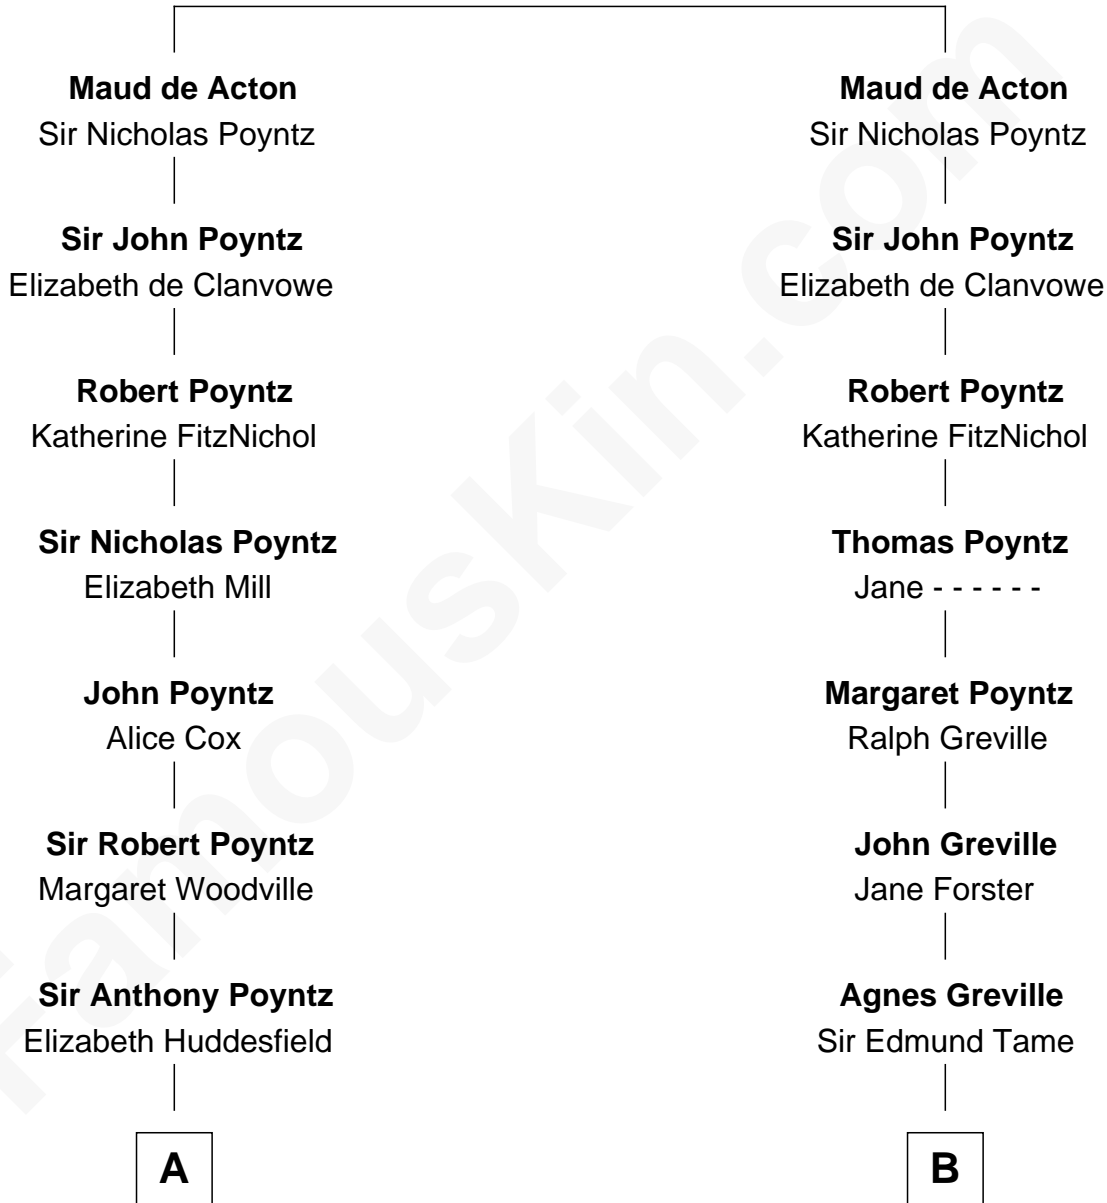 Maud de Acton
Sir Nicholas Poyntz
Sir John Poyntz
Elizabeth de Clanvowe
Robert Poyntz
Katherine FitzNichol
Sir Nicholas Poyntz
Elizabeth Mill
John Poyntz
Alice Cox
Sir Robert Poyntz
Margaret Woodville
Sir Anthony Poyntz
Elizabeth Huddesfield
A
Maud de Acton
Sir Nicholas Poyntz
Sir John Poyntz
Elizabeth de Clanvowe
Robert Poyntz
Katherine FitzNichol
Thomas Poyntz
Jane - - - - - -
Margaret Poyntz
Ralph Greville
John Greville
Jane Forster
Agnes Greville
Sir Edmund Tame
B
FamousKin.com